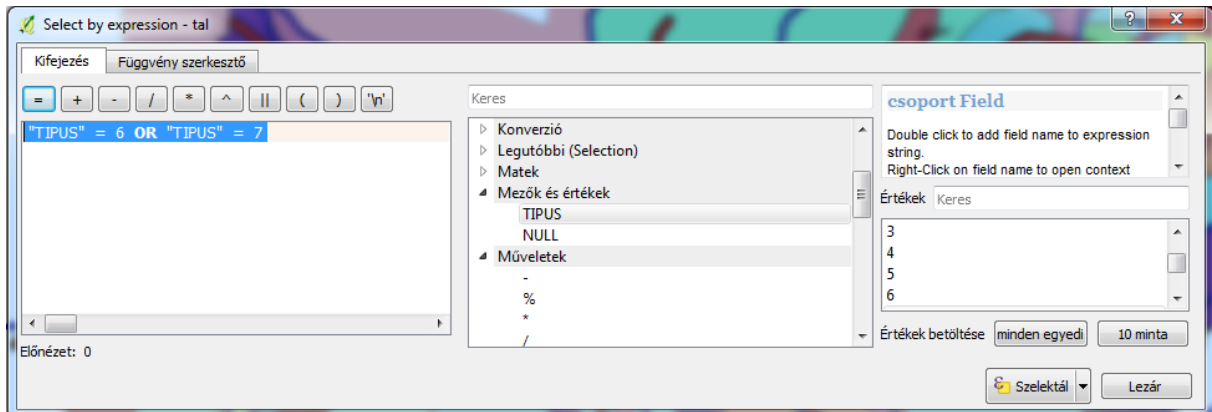 Select by expression - tal
Kifejezés
Függvény szerkesztő
= + - / * ^ || ( ) '\n'
"TIPUS" = 6 OR "TIPUS" = 7
Előnézet: 0
Keres
Konverzió
Legutóbbi (Selection)
Matek
Mezők és értékek
TIPUS
NULL
Műveletek
-
%
*
/
csoport Field
Double click to add field name to expression
string.
Right-Click on field name to open context
Értékek Keres
3
4
5
6
Értékek betöltése minden egyedi 10 minta
Szelektál Lezár